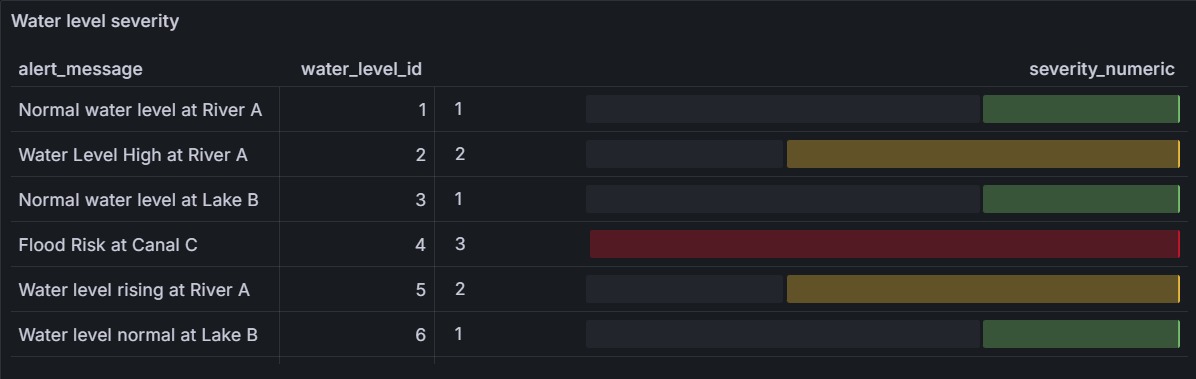 Water level severity
alert_message water_level_id severity_numeric
Normal water level at River A 1 1
Water Level High at River A 2 2
Normal water level at Lake B 3 1
Flood Risk at Canal C 4 3
Water level rising at River A 5 2
Water level normal at Lake B 6 1